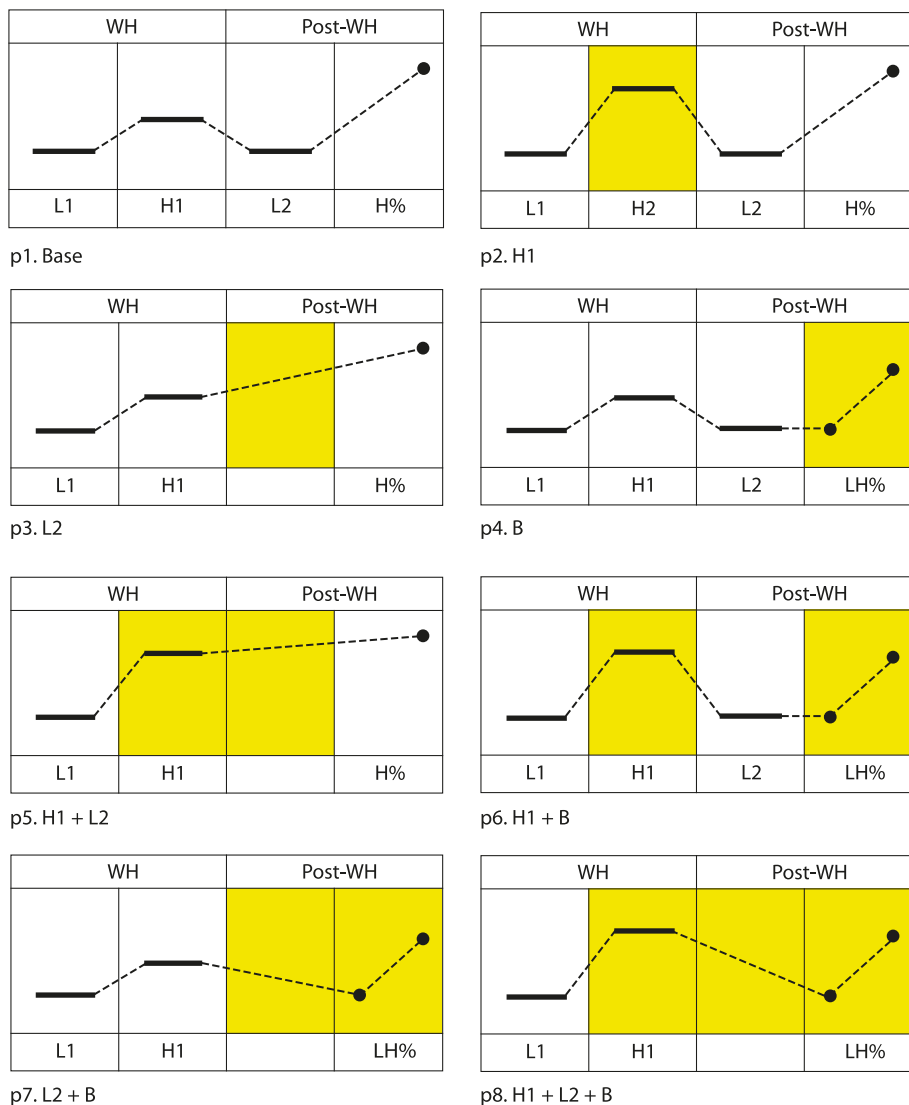 WH Post-WH
L1 H1 L2 H%
p1. Base
WH Post-WH
L1 H2 L2 H%
p2. H1
WH Post-WH
L1 H1 H%
p3. L2
WH Post-WH
L1 H1 L2 LH%
p4. B
WH Post-WH
L1 H1 H%
p5. H1 + L2
WH Post-WH
L1 H1 L2 LH%
p6. H1 + B
WH Post-WH
L1 H1 LH%
p7. L2 + B
WH Post-WH
L1 H1 LH%
p8. H1 + L2 + B